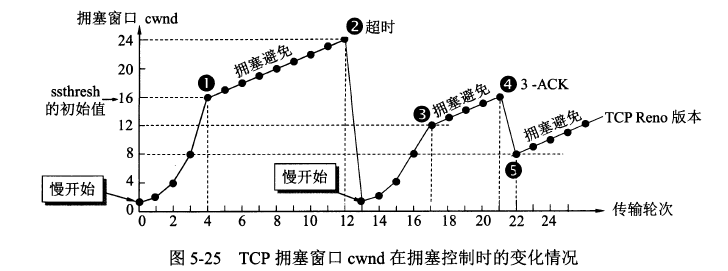 拥塞窗口 cwnd
24
20
16
12
8
4
0
ssthresh
的初始值
慢开始
❶
拥塞避免
❷ 超时
慢开始
❸
拥塞避免
❹ 3 -ACK
拥塞避免
❺
TCP Reno 版本
0 2 4 6 8 10 12 13 14 16 17 18 20 21 22 24
传输轮次
图 5-25 TCP 拥塞窗口 cwnd 在拥塞控制时的变化情况